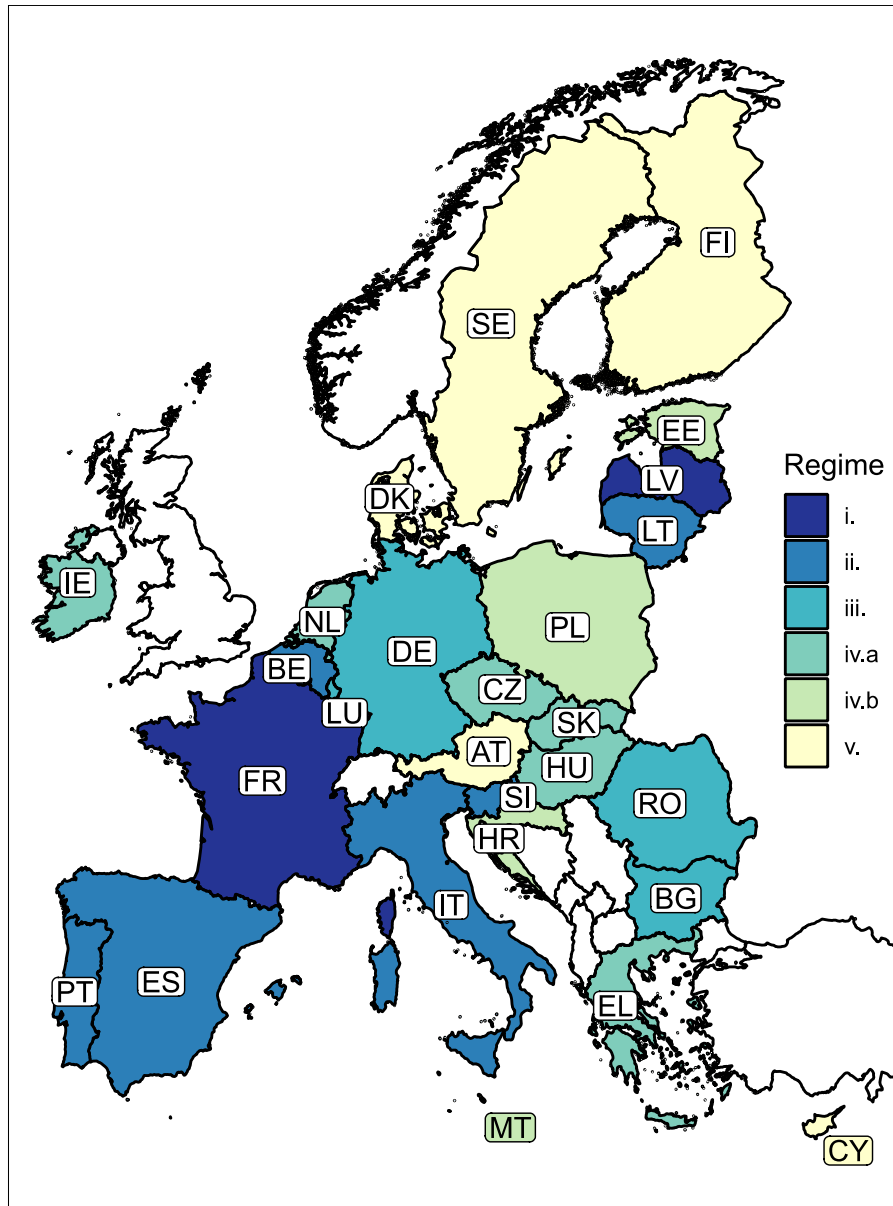 FI
SE
EE
Regime
LV
DK
i.
LT
IE
ii.
NL
PL
iii.
BE
DE
iv.a
CZ
LU
SK
iv.b
AT
v.
HU
FR
SI
RO
HR
BG
IT
PT
ES
EL
MT
CY